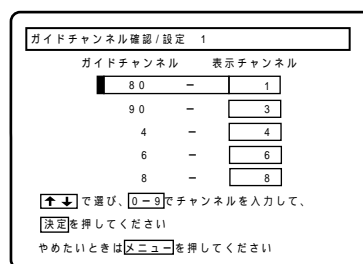 ガイドチャンネル確認/設定 1
ガイドチャンネル 表示チャンネル
80 － 1
90 － 3
4 － 4
6 － 6
8 － 8
↑↓で選び、0－9でチャンネルを入力して、
決定を押してください
やめたいときはメニューを押してください